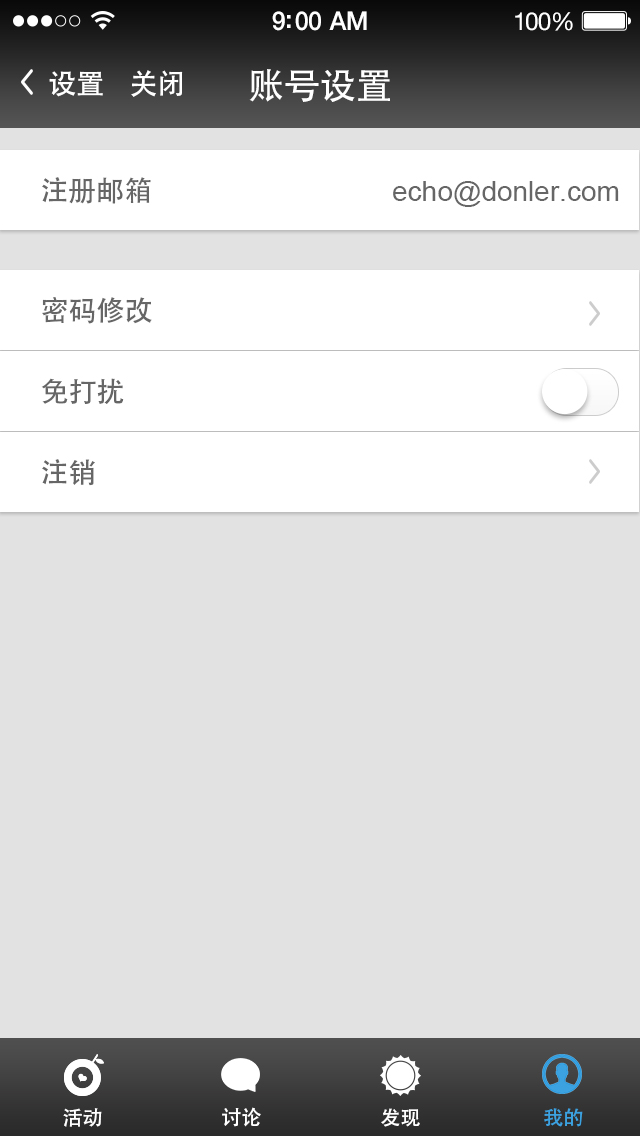 9:00 AM 100%
设置 关闭 账号设置
注册邮箱 echo@donler.com
密码修改
免打扰
注销
活动 讨论 发现 我的